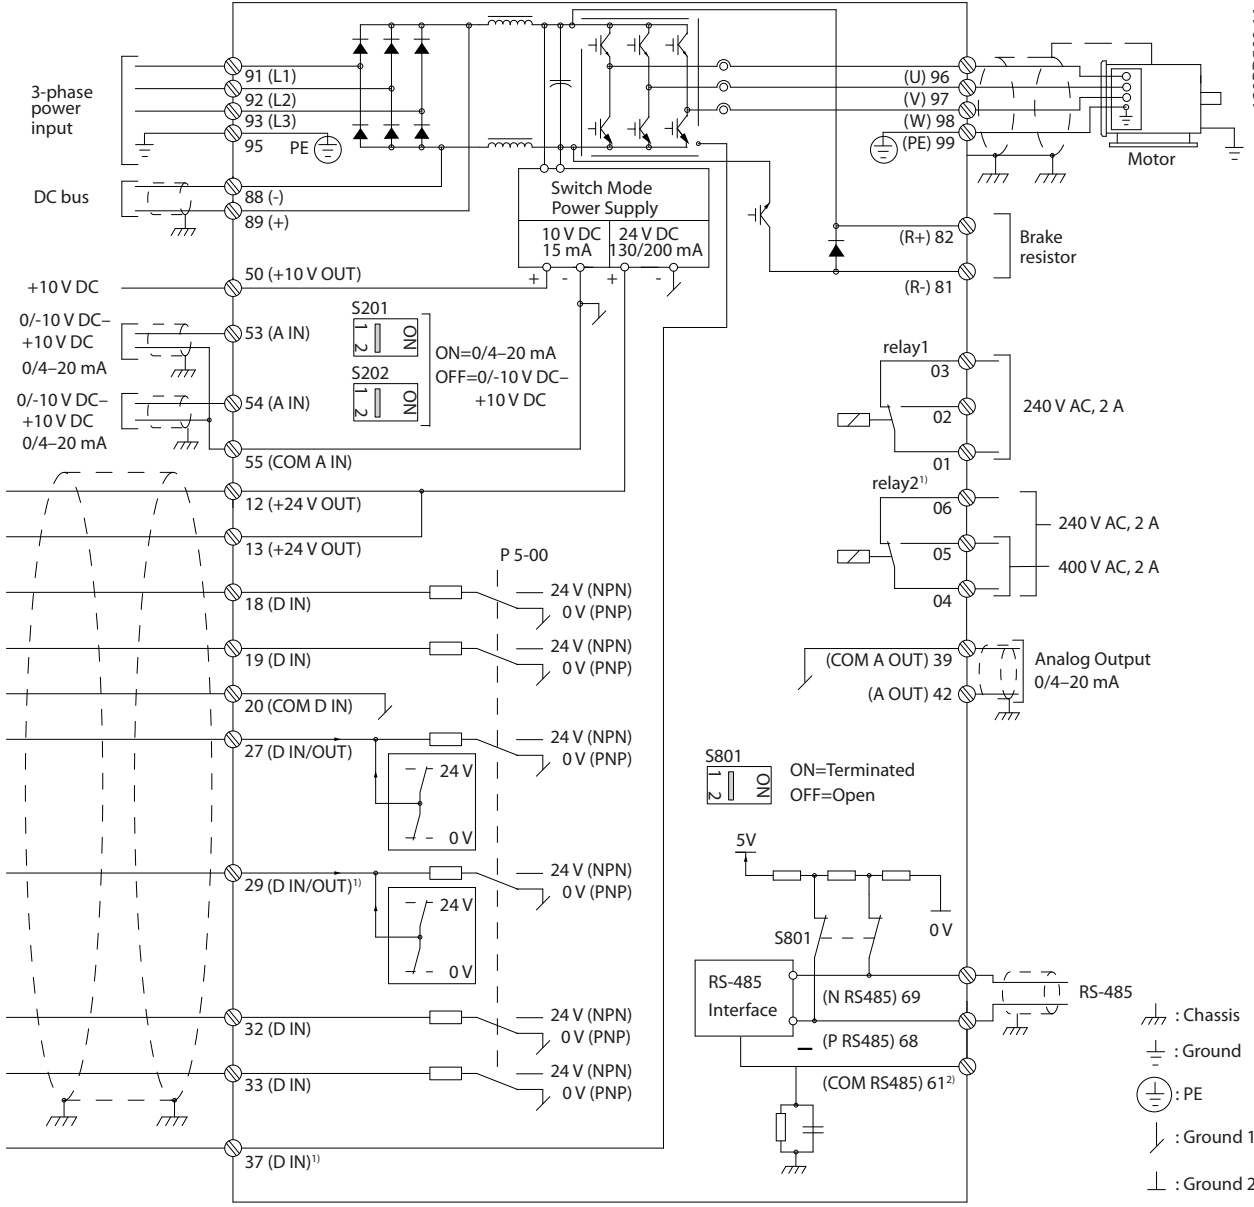 3-phase
power
input
91 (L1)
92 (L2)
93 (L3)
95
PE
DC bus
88 (-)
89 (+)
+10 V DC
50 (+10 V OUT)
0/-10 V DC–
+10 V DC
0/4–20 mA
53 (A IN)
0/-10 V DC–
+10 V DC
0/4–20 mA
54 (A IN)
55 (COM A IN)
12 (+24 V OUT)
13 (+24 V OUT)
18 (D IN)
19 (D IN)
20 (COM D IN)
27 (D IN/OUT)
29 (D IN/OUT)1)
32 (D IN)
33 (D IN)
37 (D IN)1)
Switch Mode
Power Supply
10 V DC
15 mA
24 V DC
130/200 mA
+ - + -
S201
1 2
ON
S202
1 2
ON
ON=0/4–20 mA
OFF=0/-10 V DC–
+10 V DC
P 5-00
24 V (NPN)
0 V (PNP)
24 V (NPN)
0 V (PNP)
24 V (NPN)
0 V (PNP)
24 V
0 V
24 V (NPN)
0 V (PNP)
24 V
0 V
24 V (NPN)
0 V (PNP)
24 V (NPN)
0 V (PNP)
(U) 96
(V) 97
(W) 98
(PE) 99
Motor
(R+) 82
(R-) 81
Brake
resistor
relay1
03
02
01
240 V AC, 2 A
relay21)
06
05
04
240 V AC, 2 A
400 V AC, 2 A
(COM A OUT) 39
(A OUT) 42
Analog Output
0/4–20 mA
S801
1 2
ON
ON=Terminated
OFF=Open
5V
S801
0 V
RS-485
Interface
(N RS485) 69
(P RS485) 68
(COM RS485) 612)
RS-485
: Chassis
: Ground
: PE
: Ground 1
: Ground 2